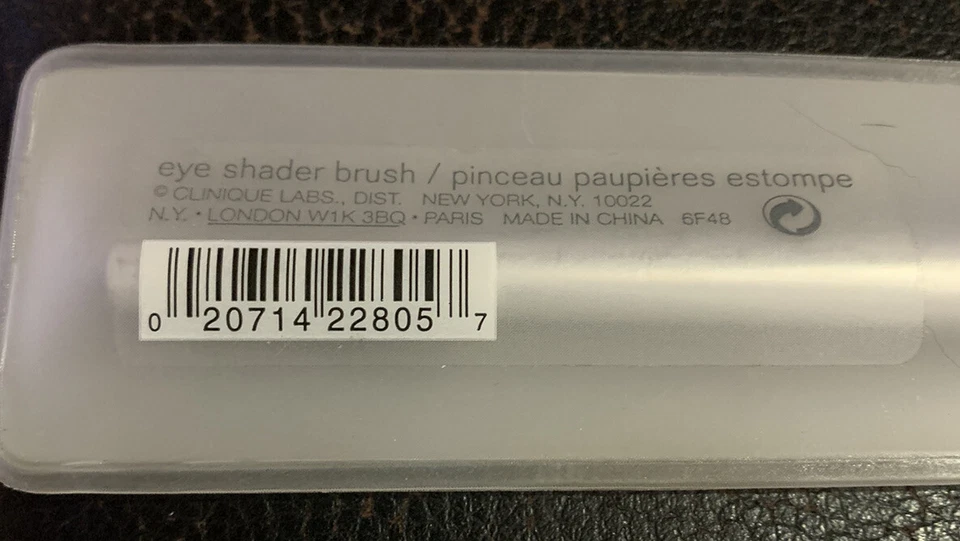 eye shader brush / pinceau paupières estompe
© CLINIQUE LABS., DIST. NEW YORK, N.Y. 10022
N.Y. • LONDON W1K 3BQ • PARIS MADE IN CHINA 6F48
0 20714 22805 7